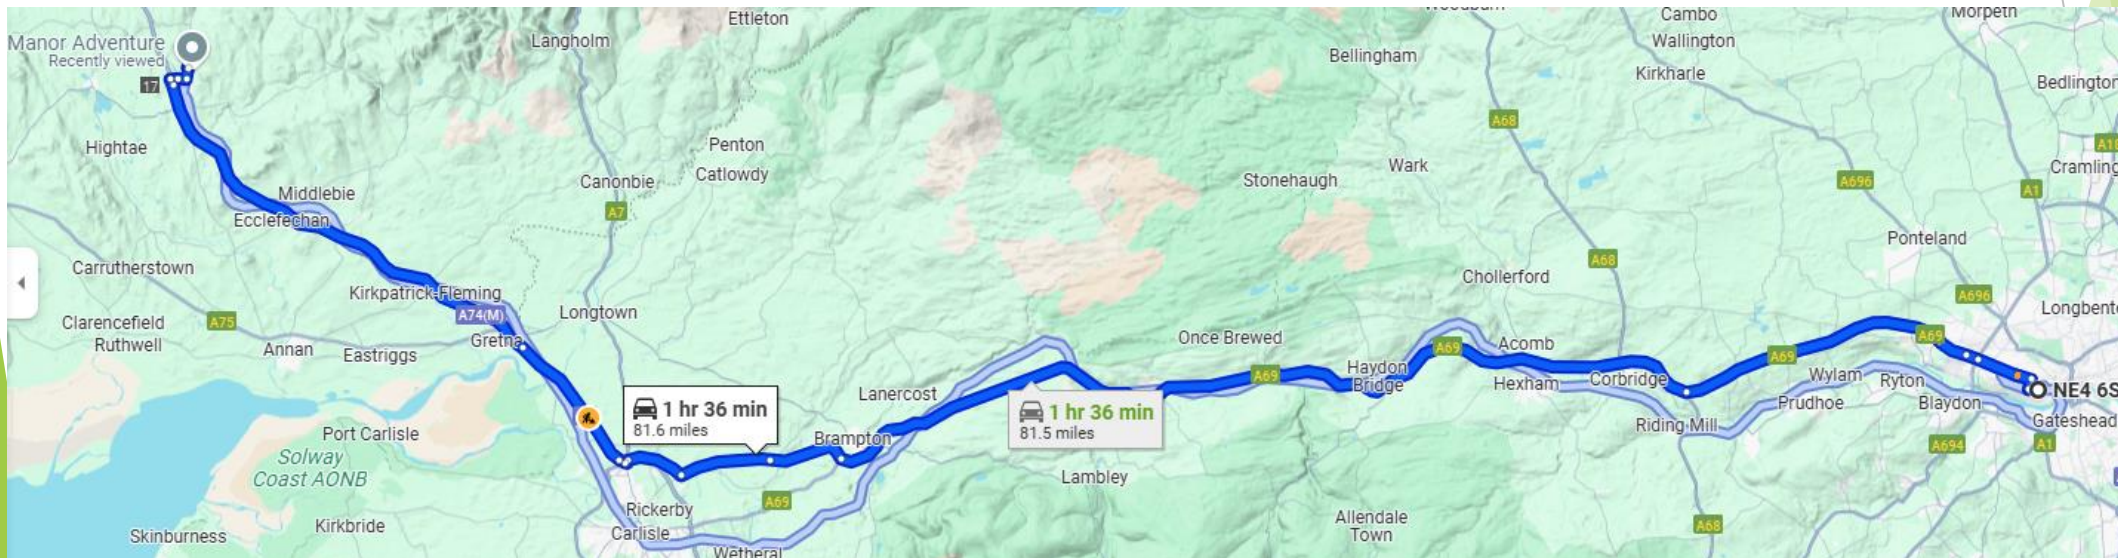 Ettleton
Woodburn
Cambo
Morpeth
Manor Adventure
Recently viewed
Langholm
Wallington
Bellingham
Kirkharle
17
A68
Hightae
Penton
Wark
Catlowdy
Canonbie
Stonehaugh
A696
A1
Middlebie
A7
Ecclefechan
Ponteland
Carrutherstown
A68
Chollerford
Kirkpatrick-Fleming
A696
A74(M)
Longtown
Clarencefield
A75
Ruthwell
Annan
Eastriggs
Gretna
Once Brewed
Acomb
A69
A69
A69
Haydon
Bridge
A69
Hexham
Corbridge
Wylam
Ryton
NE4 6S
Lanercost
1 hr 36 min
81.6 miles
1 hr 36 min
81.5 miles
Prudhoe
Blaydon
Gateshead
Riding Mill
Port Carlisle
Brampton
A694
A1
Solway
Coast AONB
Lambley
A69
Rickerby
Kirkbride
Carlisle
Skinburness
Wetheral
Allendale
Town
A68